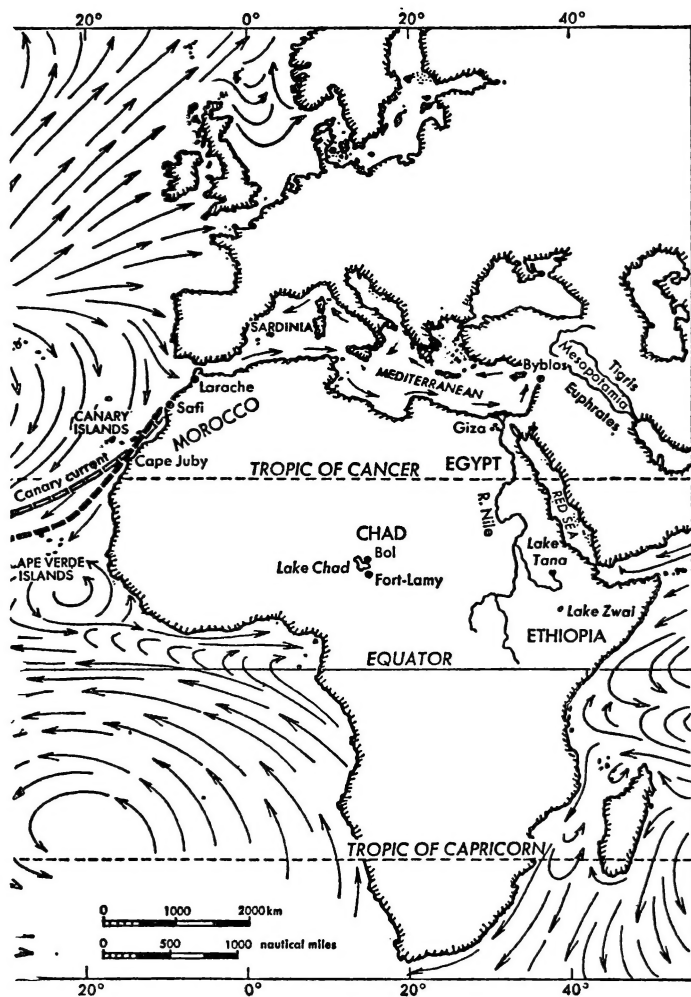 20° 0° 20° 40°
SARDINIA
MEDITERRANEAN
Byblos
Mesopotamia
Tigris
Euphrates
Larache
Safi
MOROCCO
CANARY
ISLANDS
Giza
Cape Juby
Canary current
TROPIC OF CANCER
EGYPT
R. Nile
RED SEA
CHAD
Bol
Lake Chad
Fort-Lamy
Lake
Tana
APE VERDE
ISLANDS
Lake Zwai
ETHIOPIA
EQUATOR
TROPIC OF CAPRICORN
0 1000 2000 km
0 500 1000 nautical miles
20° 0° 20° 40°